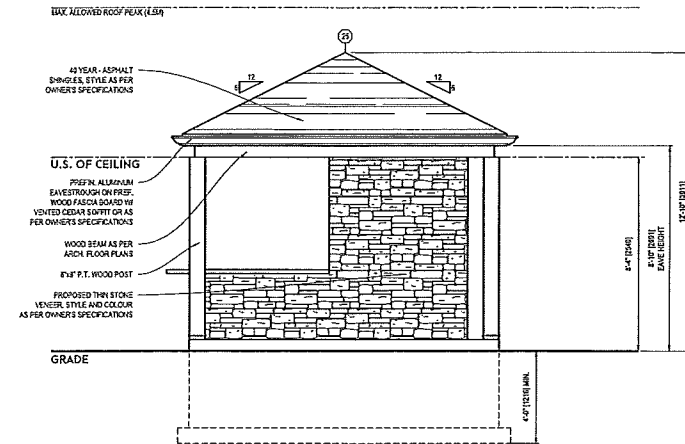 MAX. ALLOWED ROOF PEAK (4.5M)
25
12
6
12
6
40 YEAR - ASPHALT
SHINGLES, STYLE AS PER
OWNER'S SPECIFICATIONS
U.S. OF CEILING
PREFIN. ALUMINUM
EAVESTROUGH ON PREF.
WOOD FASCIA BOARD W/
VENTED CEDAR SOFFIT OR AS
PER OWNER'S SPECIFICATIONS
WOOD BEAM AS PER
ARCH. FLOOR PLANS
8"x8" P.T. WOOD POST
PROPOSED THIN STONE
VENEER, STYLE AND COLOUR
AS PER OWNER'S SPECIFICATIONS
GRADE
8'-4" [2540]
8'-10" [2691]
EAVE HEIGHT
12'-10" [3911]
4'-0" [1219] MIN.